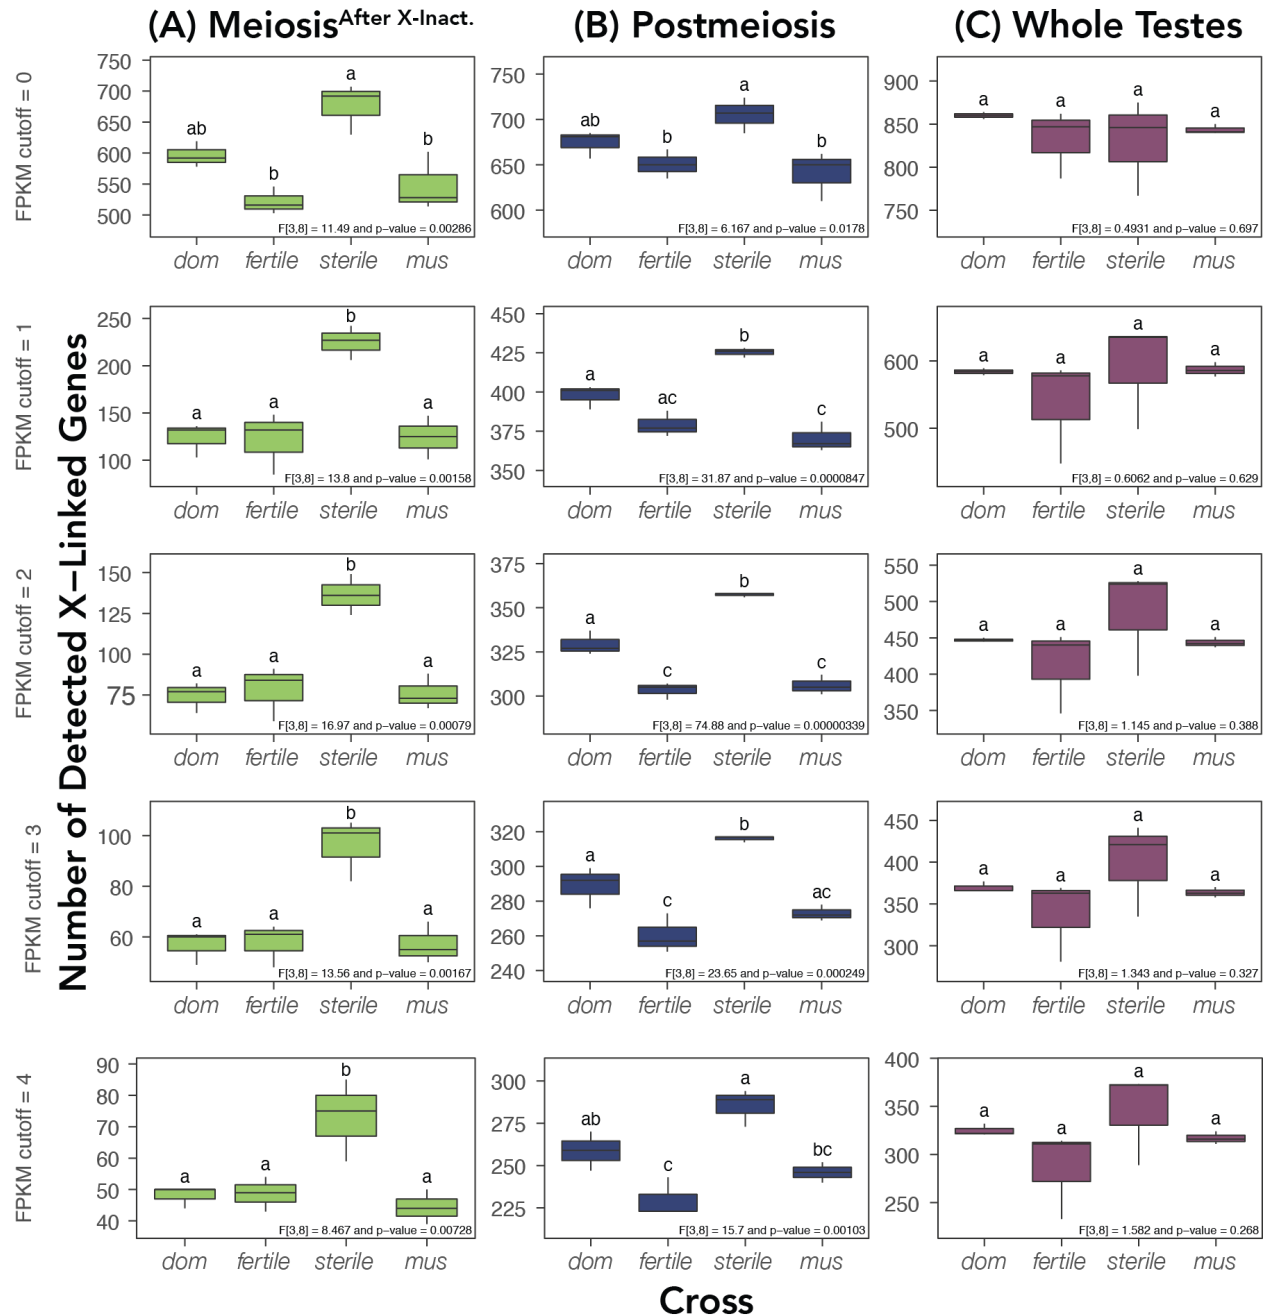 (A) Meiosis After X-Inact.
(B) Postmeiosis
(C) Whole Testes
Number of Detected X-Linked Genes
FPKM cutoff = 0
750
700
650
600
550
500
ab
b
a
b
F[3,8] = 11.49 and p-value = 0.00286
dom fertile sterile mus
750
700
650
600
ab
b
a
b
F[3,8] = 6.167 and p-value = 0.0178
dom fertile sterile mus
900
850
800
750
a
a
a
a
F[3,8] = 0.4931 and p-value = 0.697
dom fertile sterile mus
FPKM cutoff = 1
250
200
150
100
a
a
b
a
F[3,8] = 13.8 and p-value = 0.00158
dom fertile sterile mus
450
425
400
375
350
a
ac
b
c
F[3,8] = 31.87 and p-value = 0.0000847
dom fertile sterile mus
600
500
a
a
a
a
F[3,8] = 0.6062 and p-value = 0.629
dom fertile sterile mus
FPKM cutoff = 2
150
125
100
75
a
a
b
a
F[3,8] = 16.97 and p-value = 0.00079
dom fertile sterile mus
375
350
325
300
a
c
b
c
F[3,8] = 74.88 and p-value = 0.00000339
dom fertile sterile mus
550
500
450
400
350
a
a
a
a
F[3,8] = 1.145 and p-value = 0.388
dom fertile sterile mus
FPKM cutoff = 3
100
80
60
a
a
b
a
F[3,8] = 13.56 and p-value = 0.00167
dom fertile sterile mus
320
300
280
260
240
a
c
b
ac
F[3,8] = 23.65 and p-value = 0.000249
dom fertile sterile mus
450
400
350
300
a
a
a
a
F[3,8] = 1.343 and p-value = 0.327
dom fertile sterile mus
FPKM cutoff = 4
90
80
70
60
50
40
a
a
b
a
F[3,8] = 8.467 and p-value = 0.00728
dom fertile sterile mus
300
275
250
225
ab
c
a
bc
F[3,8] = 15.7 and p-value = 0.00103
dom fertile sterile mus
400
350
300
250
a
a
a
a
F[3,8] = 1.582 and p-value = 0.268
dom fertile sterile mus
Cross